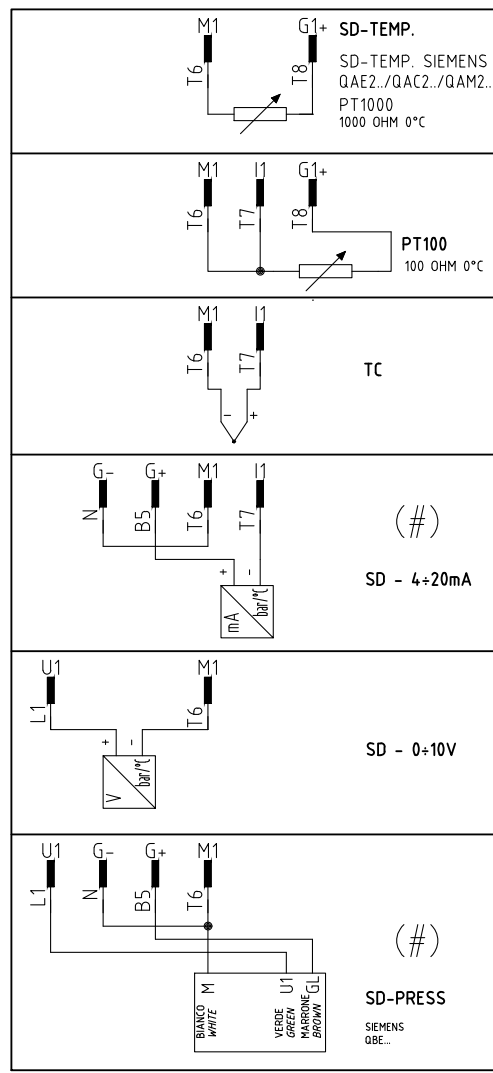 M1 G1+ SD-TEMP.
T6 T8
SD-TEMP. SIEMENS
QAE2../QAC2../QAM2..
PT1000
1000 OHM 0°C
M1 I1 G1+
T6 T7 T8
PT100
100 OHM 0°C
M1 I1
T6 T7
TC
- +
G- G+ M1 I1
N B5 T6 T7
(#)
+ -
mA bar/°C
SD - 4÷20mA
U1 M1
L1 T6
+ -
V bar/°C
SD - 0÷10V
U1 G- G+ M1
L1 N B5 T6
(#)
M U1 GL
BIANCO VERDE MARRONE
WHITE GREEN BROWN
SD-PRESS
SIEMENS
QBE...